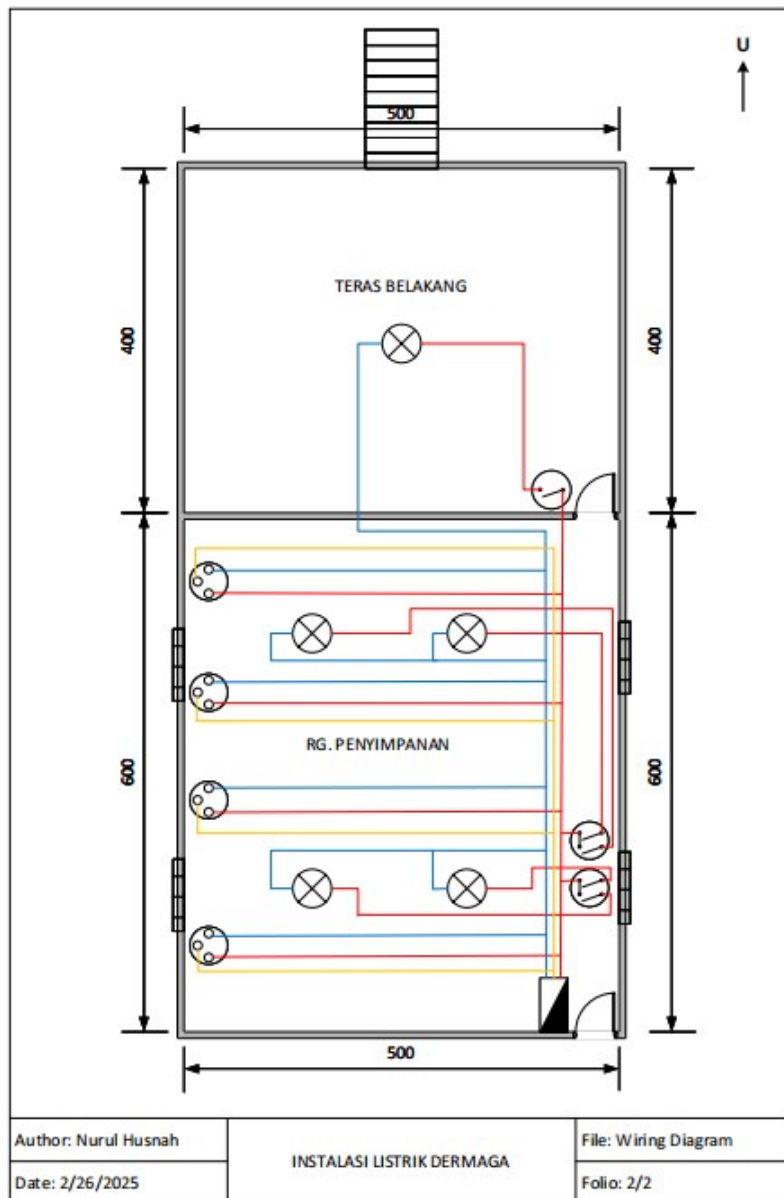 U
500
400
400
TERAS BELAKANG
600
600
RG. PENYIMPANAN
500
Author: Nurul Husnah
Date: 2/26/2025
INSTALASI LISTRIK DERMAGA
File: Wiring Diagram
Folio: 2/2